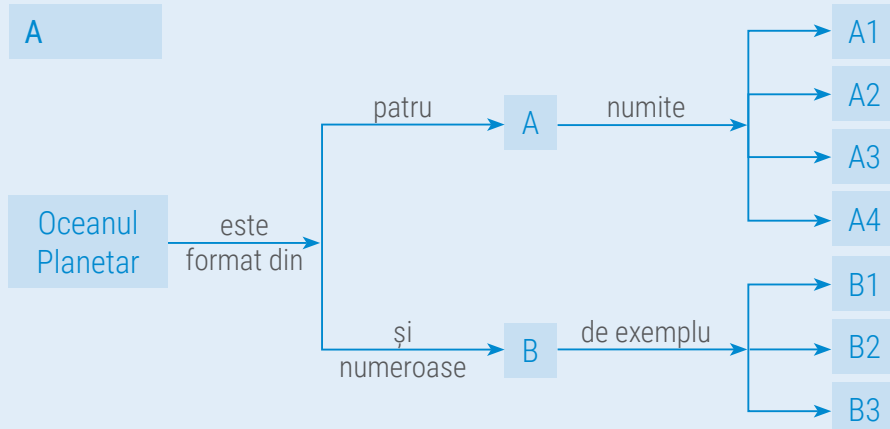 A
patru
A
numite
A1
A2
A3
A4
Oceanul
Planetar
este
format din
și
numeroase
B
de exemplu
B1
B2
B3